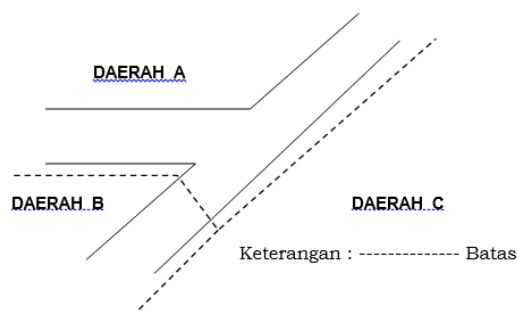 DAERAH A
DAERAH B
DAERAH C
Keterangan : -------------- Batas